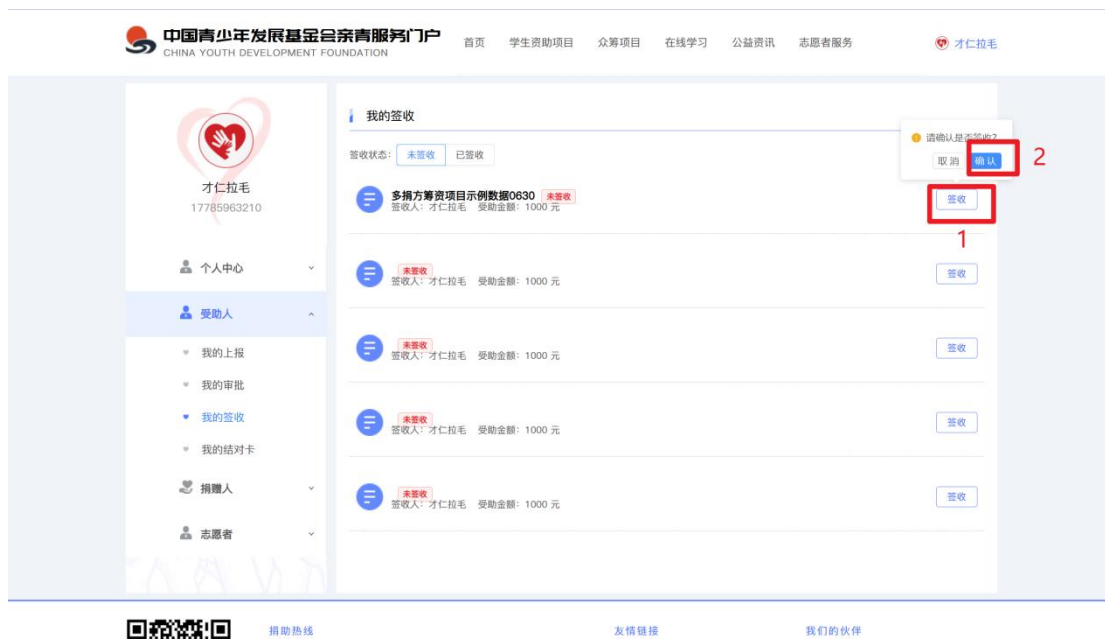 中国青少年发展基金会亲青服务门户
CHINA YOUTH DEVELOPMENT FOUNDATION
首页 学生资助项目 众筹项目 在线学习 公益资讯 志愿者服务 才仁拉毛
才仁拉毛
17785963210
个人中心
受助人
我的上报
我的审批
我的签收
我的结对卡
捐赠人
志愿者
我的签收
签收状态: 未签收 已签收
请确认是否签收?
取消 确认 2
多捐方筹资项目示例数据0630 未签收
签收人: 才仁拉毛 受助金额: 1000 元
签收
1
未签收
签收人: 才仁拉毛 受助金额: 1000 元
签收
未签收
签收人: 才仁拉毛 受助金额: 1000 元
签收
未签收
签收人: 才仁拉毛 受助金额: 1000 元
签收
未签收
签收人: 才仁拉毛 受助金额: 1000 元
签收
捐助热线 友情链接 我们的伙伴